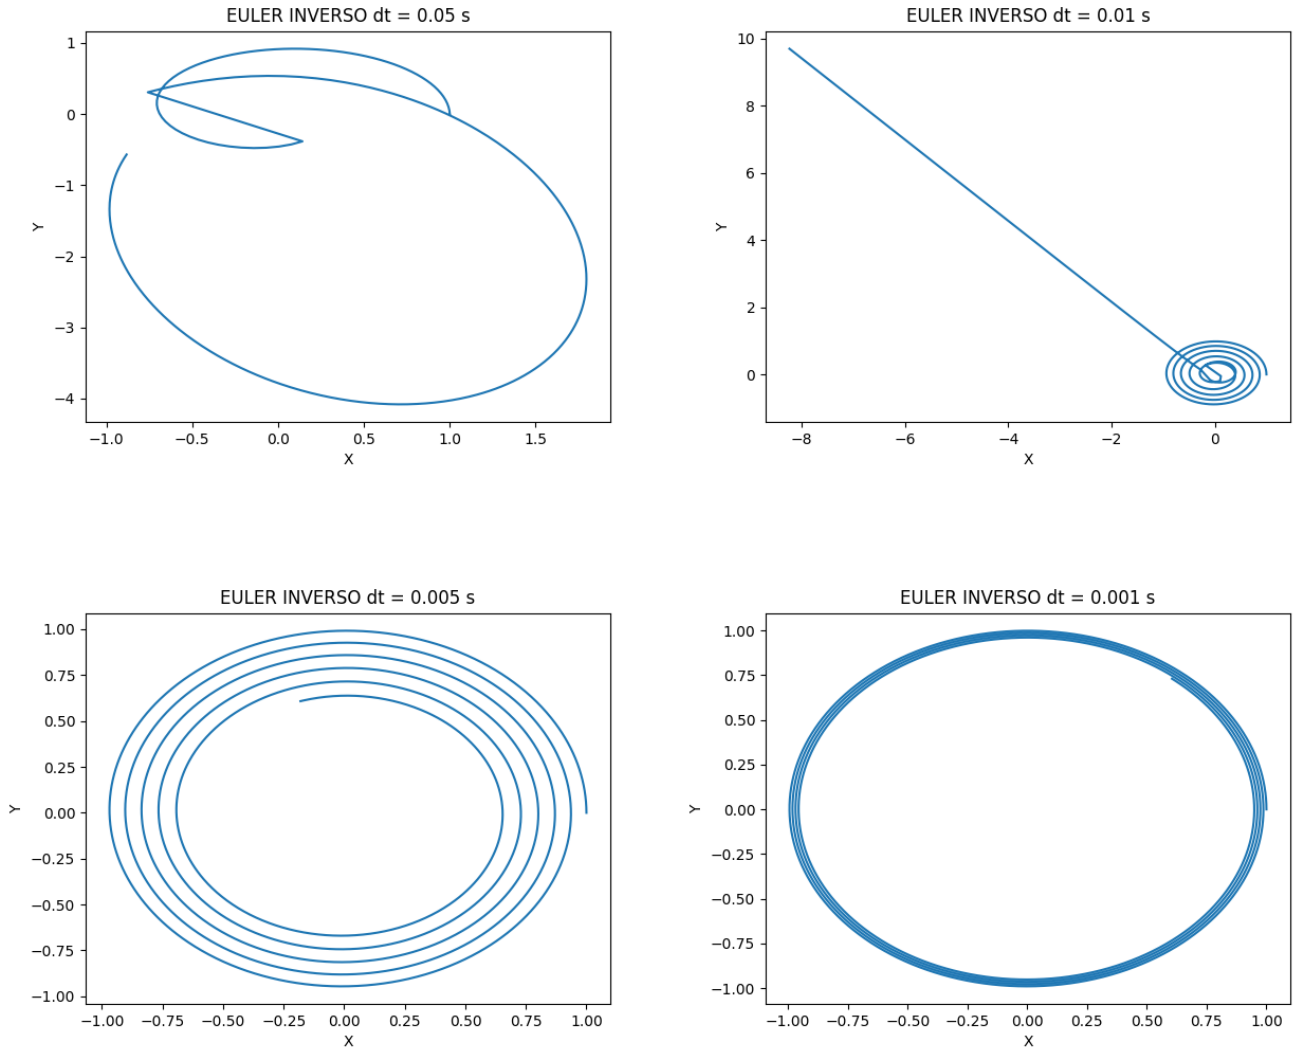 EULER INVERSO dt = 0.05 s
1
0
−1
−2
−3
−4
Y
−1.0 −0.5 0.0 0.5 1.0 1.5
X
EULER INVERSO dt = 0.01 s
10
8
6
4
2
0
Y
−8 −6 −4 −2 0
X
EULER INVERSO dt = 0.005 s
1.00
0.75
0.50
0.25
0.00
−0.25
−0.50
−0.75
−1.00
Y
−1.00 −0.75 −0.50 −0.25 0.00 0.25 0.50 0.75 1.00
X
EULER INVERSO dt = 0.001 s
1.00
0.75
0.50
0.25
0.00
−0.25
−0.50
−0.75
−1.00
Y
−1.00 −0.75 −0.50 −0.25 0.00 0.25 0.50 0.75 1.00
X